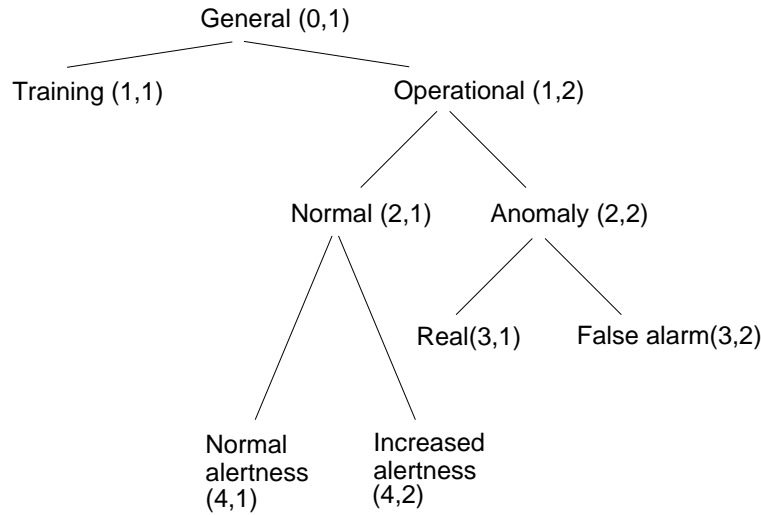 General (0,1)
Training (1,1)
Operational (1,2)
Normal (2,1)
Anomaly (2,2)
Real(3,1)
False alarm(3,2)
Normal
alertness
(4,1)
Increased
alertness
(4,2)